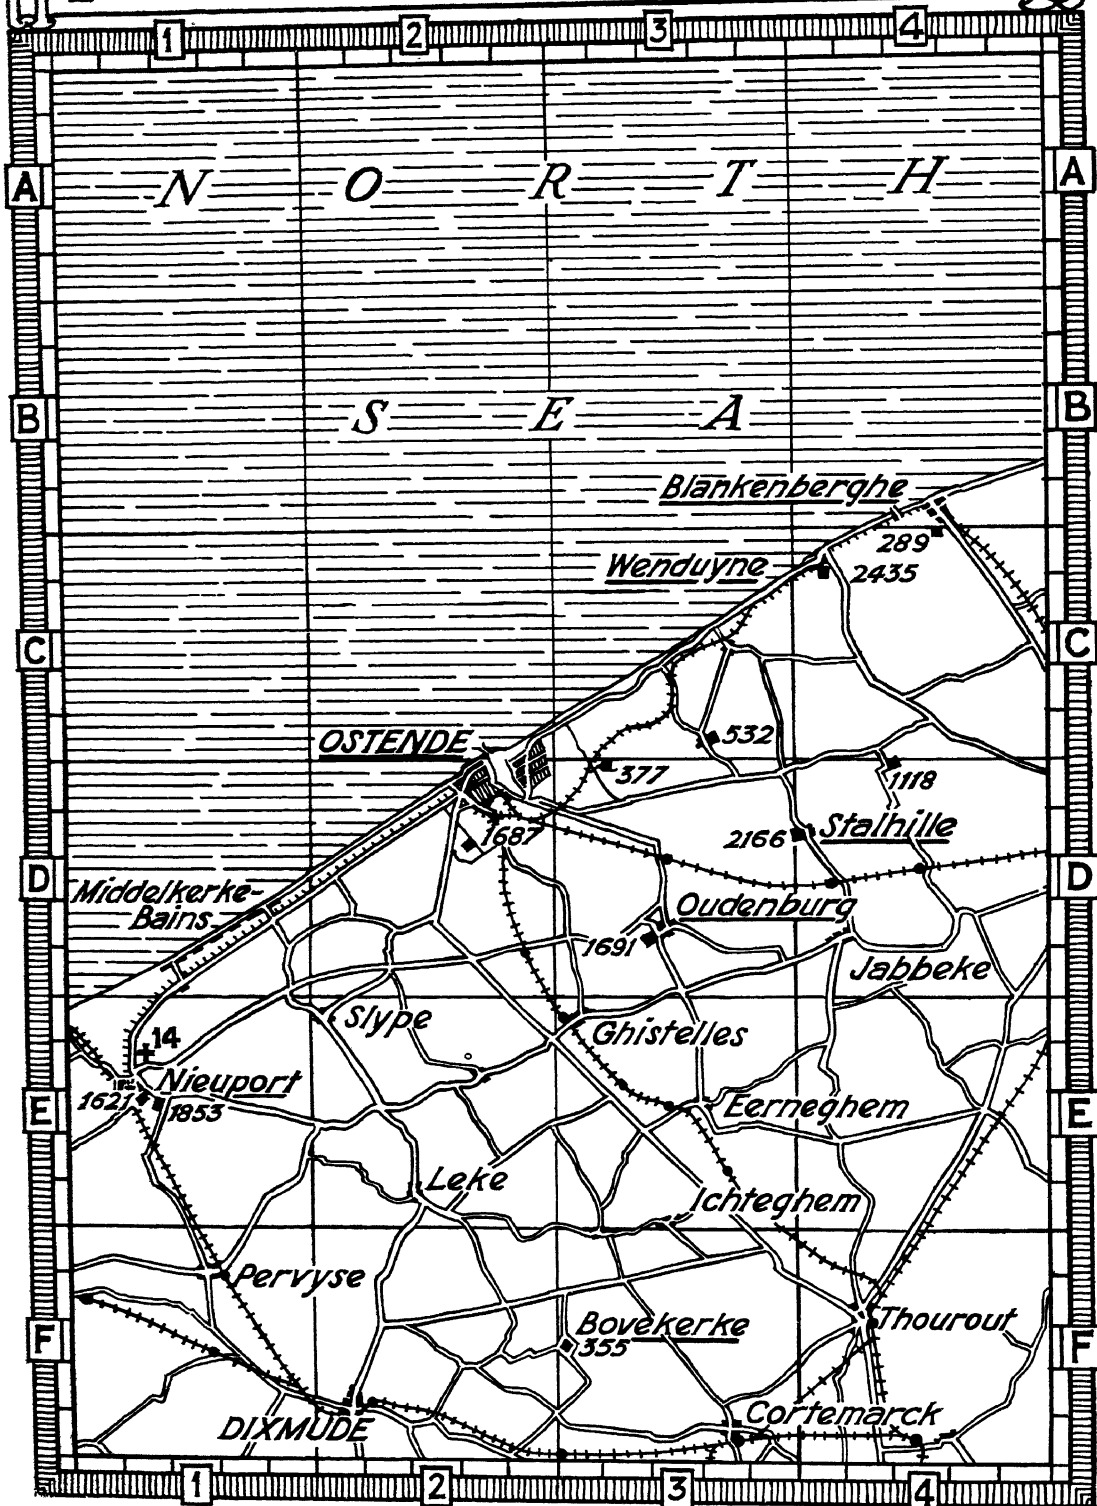 1 2 3 4
A N O R T H A
B S E A B
Blankenberghe
289
Wenduyne 2435
C C
OSTENDE 532
377 1118
1687 2166 Stalhille
D D
Middelkerke-
Bains
Oudenburg
1691
Jabbeke
Slype Ghistelles
14
Nieuport
1621 1853
E Eerneghem E
Leke
Ichteghem
Pervyse
Thourout
F Bovekerke F
355
Cortemarck
DIXMUDE
1 2 3 4